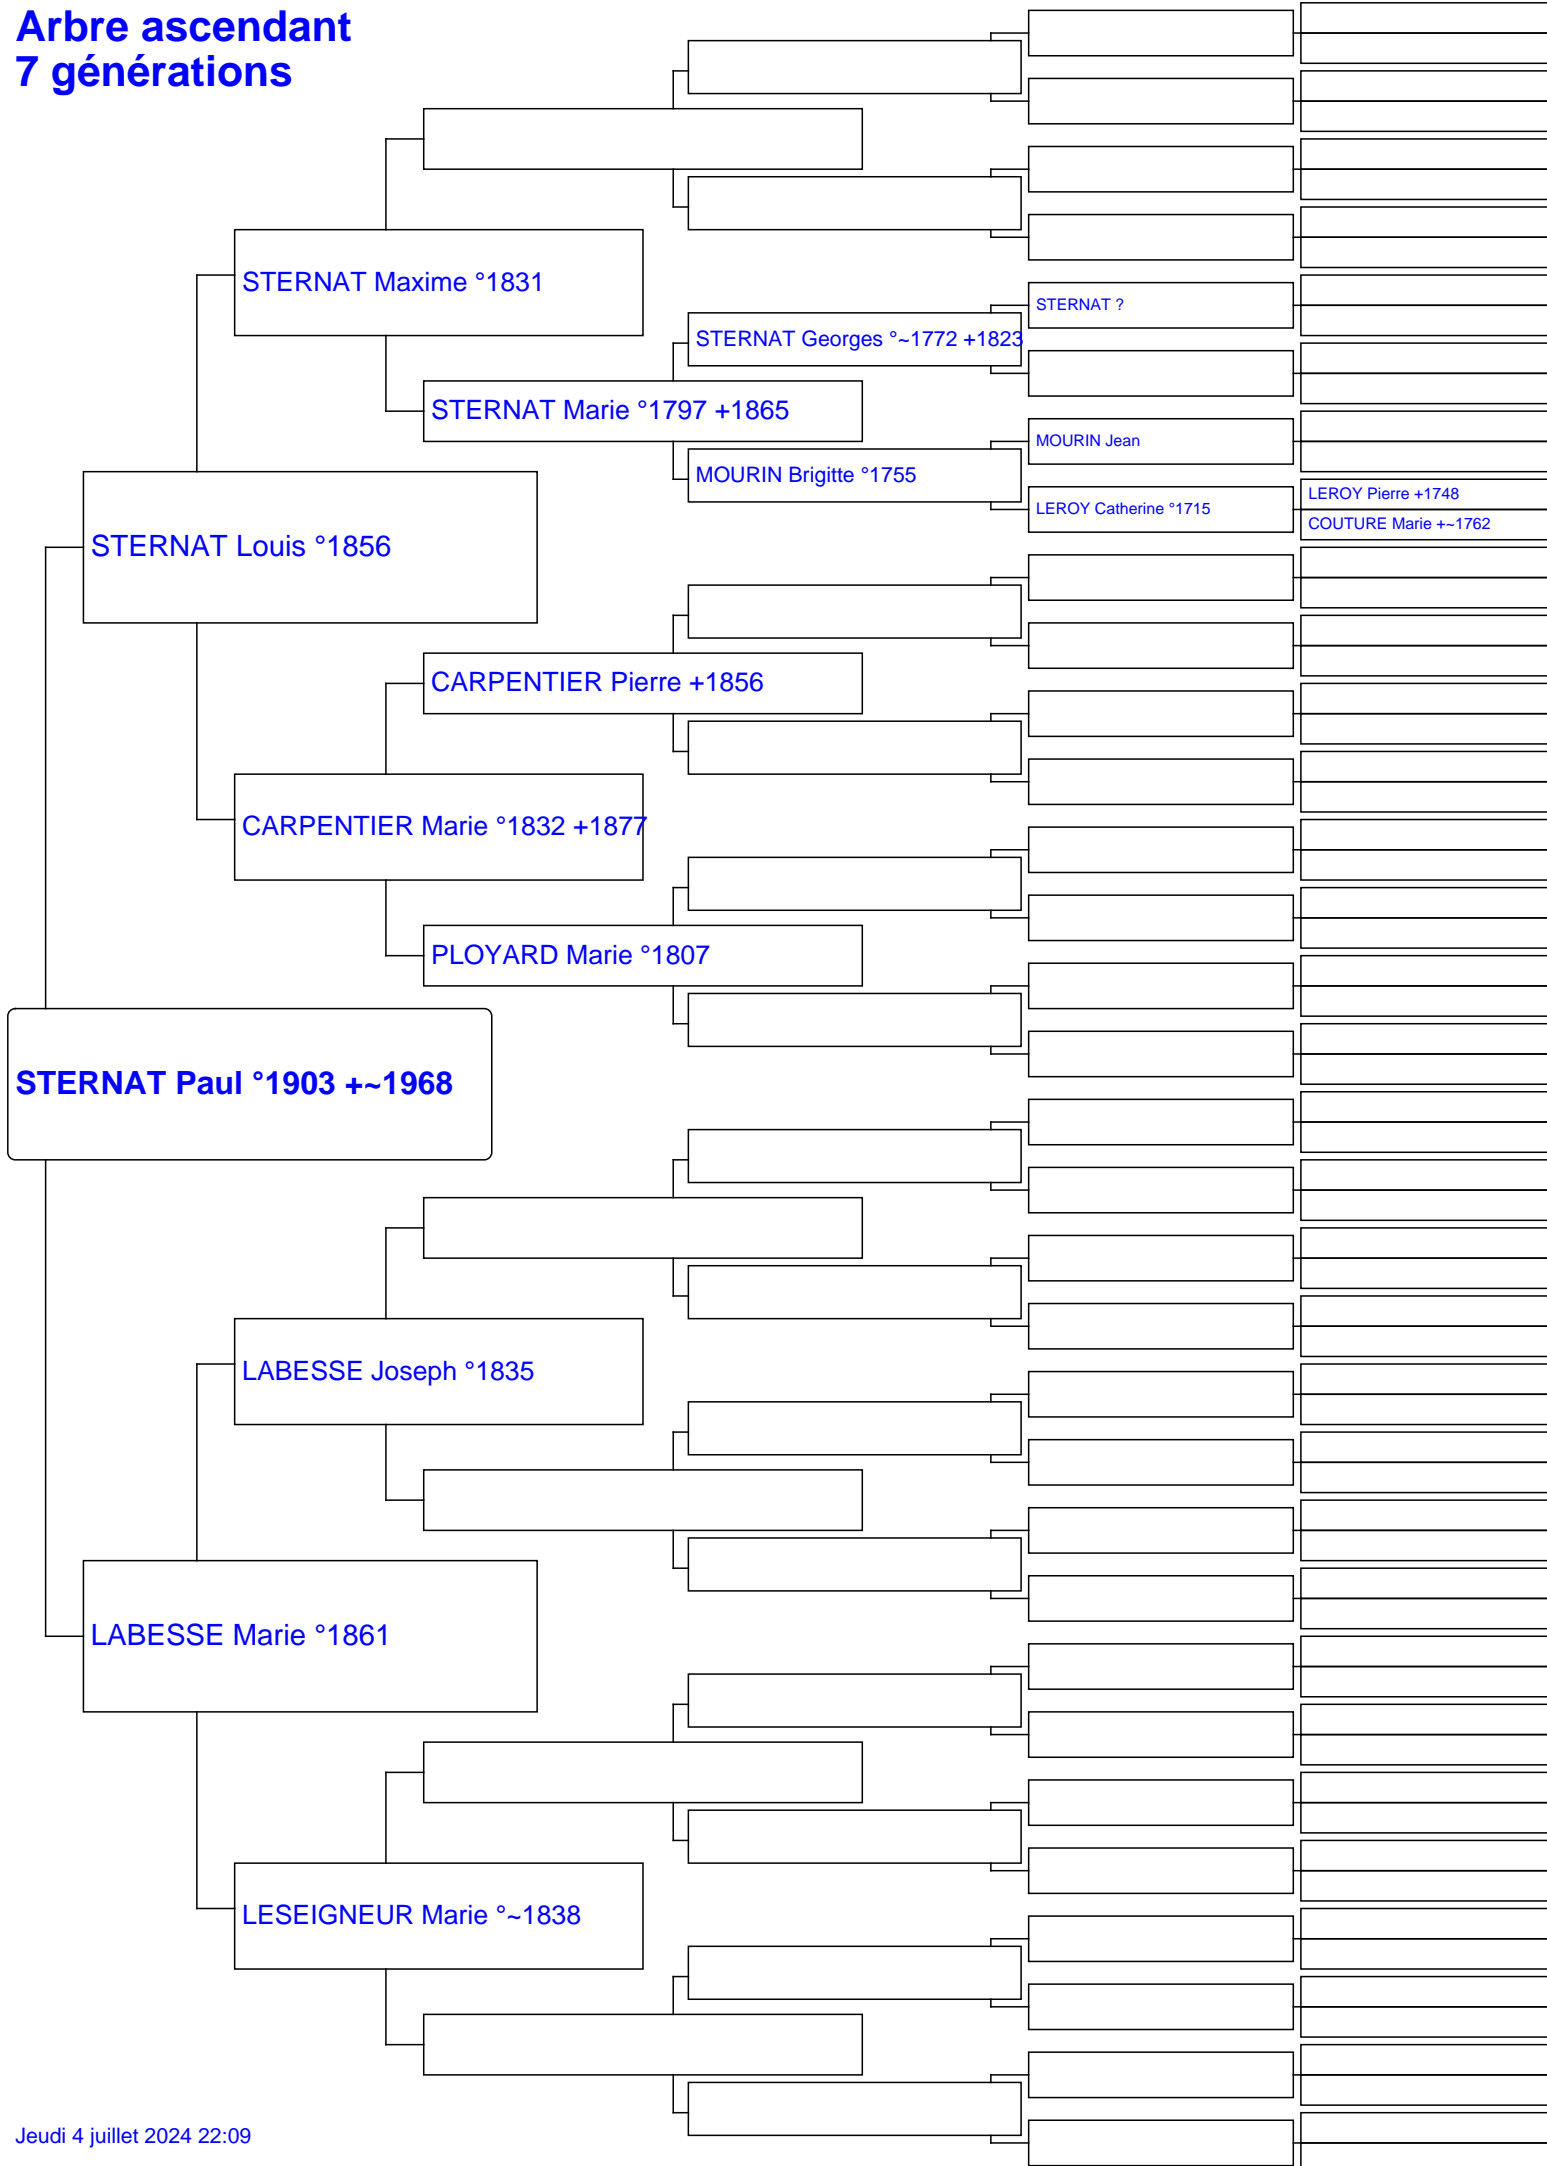 Arbre ascendant
7 générations
STERNAT Maxime °1831
STERNAT ?
STERNAT Georges °~1772 +1823
STERNAT Marie °1797 +1865
MOURIN Jean
MOURIN Brigitte °1755
LEROY Pierre +1748
LEROY Catherine °1715
COUTURE Marie +~1762
STERNAT Louis °1856
CARPENTIER Pierre +1856
CARPENTIER Marie °1832 +1877
PLOYARD Marie °1807
STERNAT Paul °1903 +~1968
LABESSE Joseph °1835
LABESSE Marie °1861
LESEIGNEUR Marie °~1838
Jeudi 4 juillet 2024 22:09